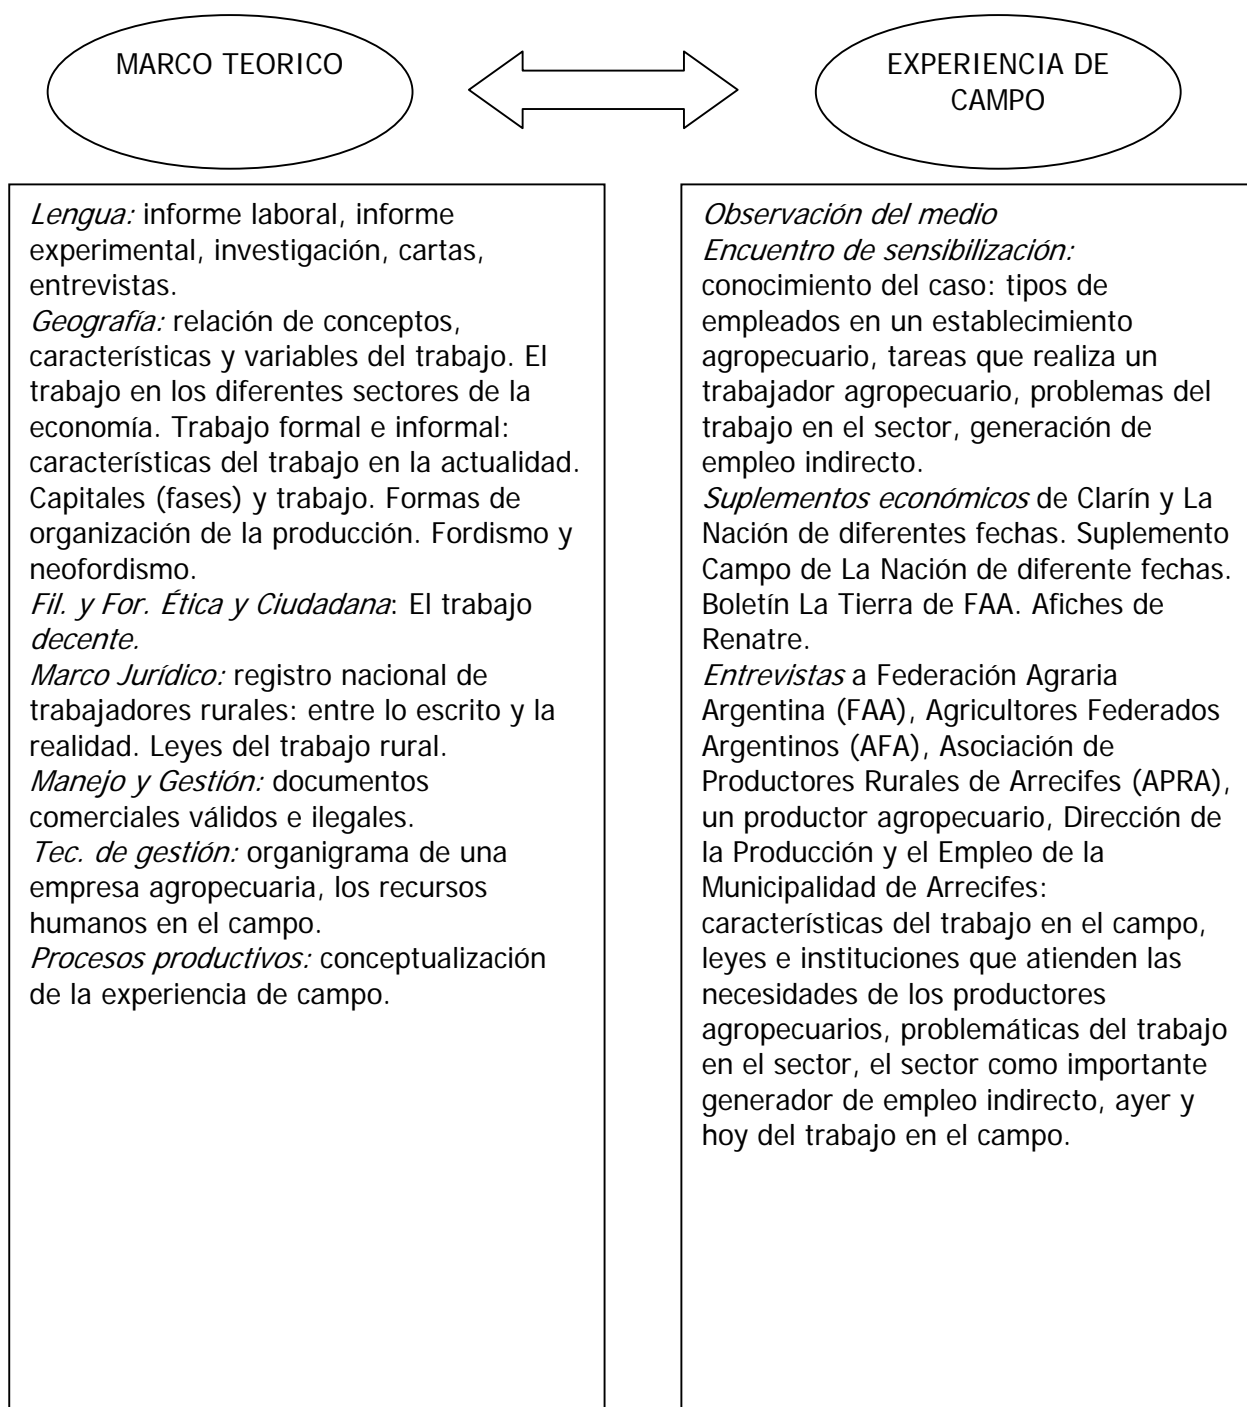 MARCO TEORICO
EXPERIENCIA DE
CAMPO
Lengua: informe laboral, informe
experimental, investigación, cartas,
entrevistas.
Geografía: relación de conceptos,
características y variables del trabajo. El
trabajo en los diferentes sectores de la
economía. Trabajo formal e informal:
características del trabajo en la actualidad.
Capitales (fases) y trabajo. Formas de
organización de la producción. Fordismo y
neofordismo.
Fil. y For. Ética y Ciudadana: El trabajo
decente.
Marco Jurídico: registro nacional de
trabajadores rurales: entre lo escrito y la
realidad. Leyes del trabajo rural.
Manejo y Gestión: documentos
comerciales válidos e ilegales.
Tec. de gestión: organigrama de una
empresa agropecuaria, los recursos
humanos en el campo.
Procesos productivos: conceptualización
de la experiencia de campo.
Observación del medio
Encuentro de sensibilización:
conocimiento del caso: tipos de
empleados en un establecimiento
agropecuario, tareas que realiza un
trabajador agropecuario, problemas del
trabajo en el sector, generación de
empleo indirecto.
Suplementos económicos de Clarín y La
Nación de diferentes fechas. Suplemento
Campo de La Nación de diferente fechas.
Boletín La Tierra de FAA. Afiches de
Renatre.
Entrevistas a Federación Agraria
Argentina (FAA), Agricultores Federados
Argentinos (AFA), Asociación de
Productores Rurales de Arrecifes (APRA),
un productor agropecuario, Dirección de
la Producción y el Empleo de la
Municipalidad de Arrecifes:
características del trabajo en el campo,
leyes e instituciones que atienden las
necesidades de los productores
agropecuarios, problemáticas del trabajo
en el sector, el sector como importante
generador de empleo indirecto, ayer y
hoy del trabajo en el campo.